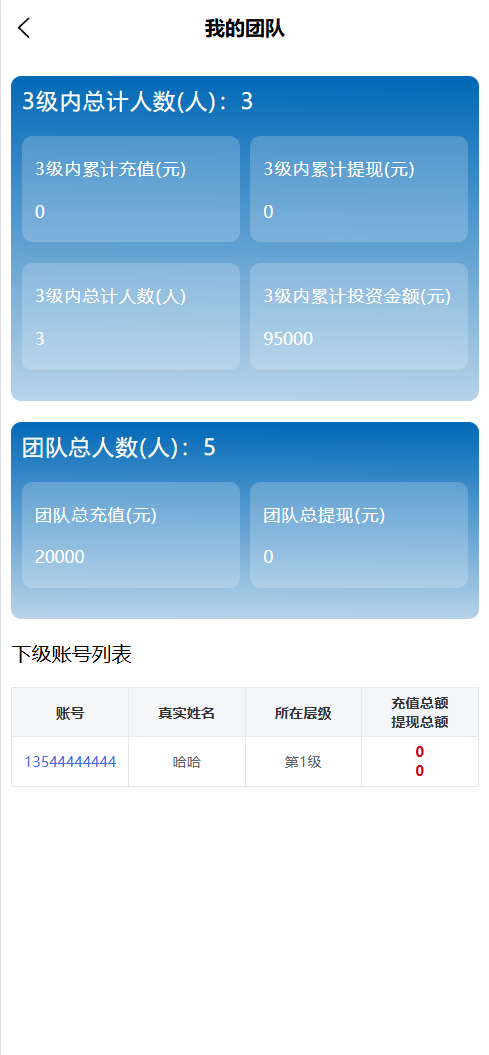 我的团队
3级内总计人数(人)：3
3级内累计充值(元)
3级内累计提现(元)
0
0
3级内总计人数(人)
3级内累计投资金额(元)
3
95000
团队总人数(人)：5
团队总充值(元)
团队总提现(元)
20000
0
下级账号列表
账号 真实姓名 所在层级 充值总额
提现总额
13544444444 哈哈 第1级 0
0